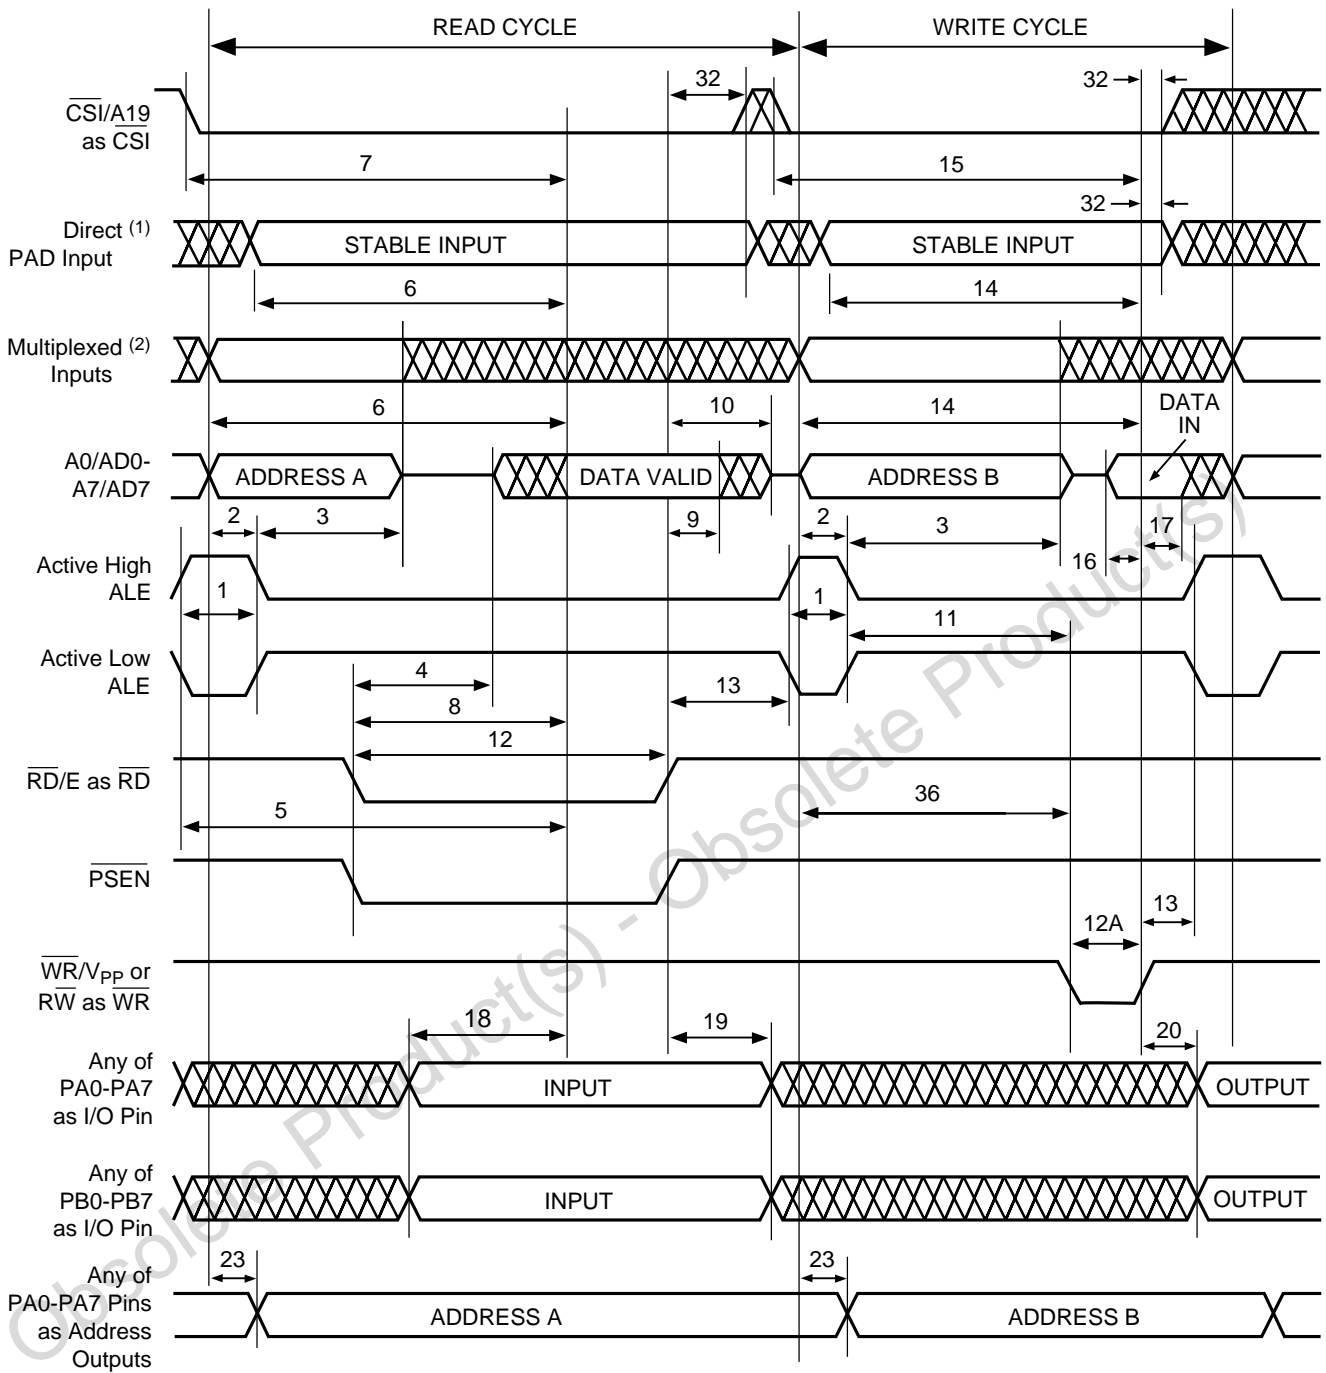 READ CYCLE
WRITE CYCLE
32
32
CSI/A19
as CSI
7
15
32
Direct (1)
PAD Input
STABLE INPUT
STABLE INPUT
6
14
Multiplexed (2)
Inputs
6
10
14
DATA
IN
A0/AD0-
A7/AD7
ADDRESS A
DATA VALID
ADDRESS B
2
3
9
2
3
16
17
Active High
ALE
1
1
11
Active Low
ALE
4
13
8
12
RD/E as RD
5
36
PSEN
12A
13
WR/VPP or
RW as WR
18
19
20
Any of
PA0-PA7
as I/O Pin
INPUT
OUTPUT
Any of
PB0-PB7
as I/O Pin
INPUT
OUTPUT
23
23
Any of
PA0-PA7 Pins
as Address
Outputs
ADDRESS A
ADDRESS B
Obsolete Product(s) - Obsolete Product(s)